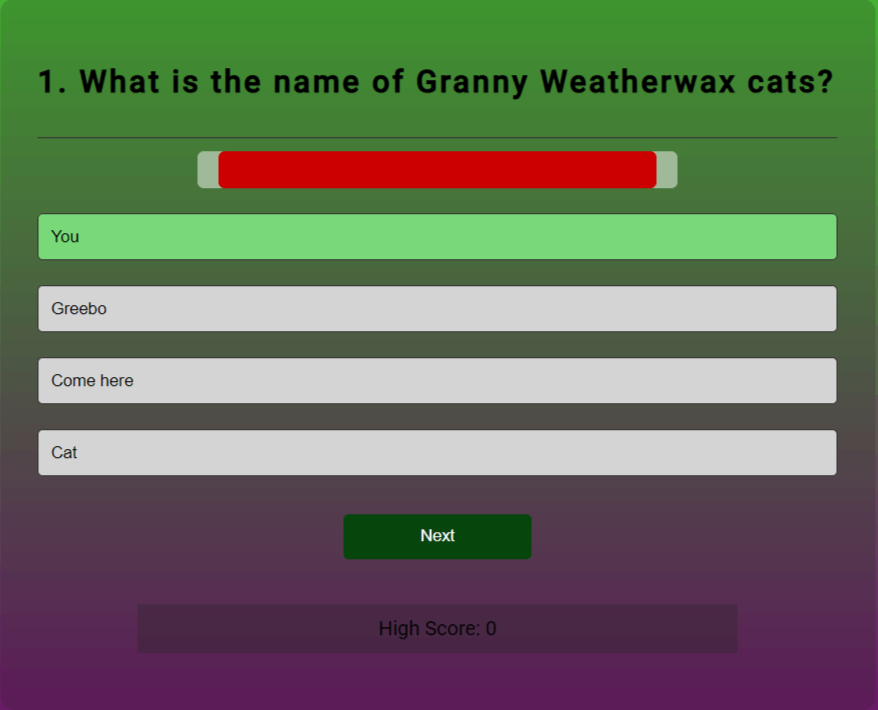 1. What is the name of Granny Weatherwax cats?
You
Greebo
Come here
Cat
Next
High Score: 0